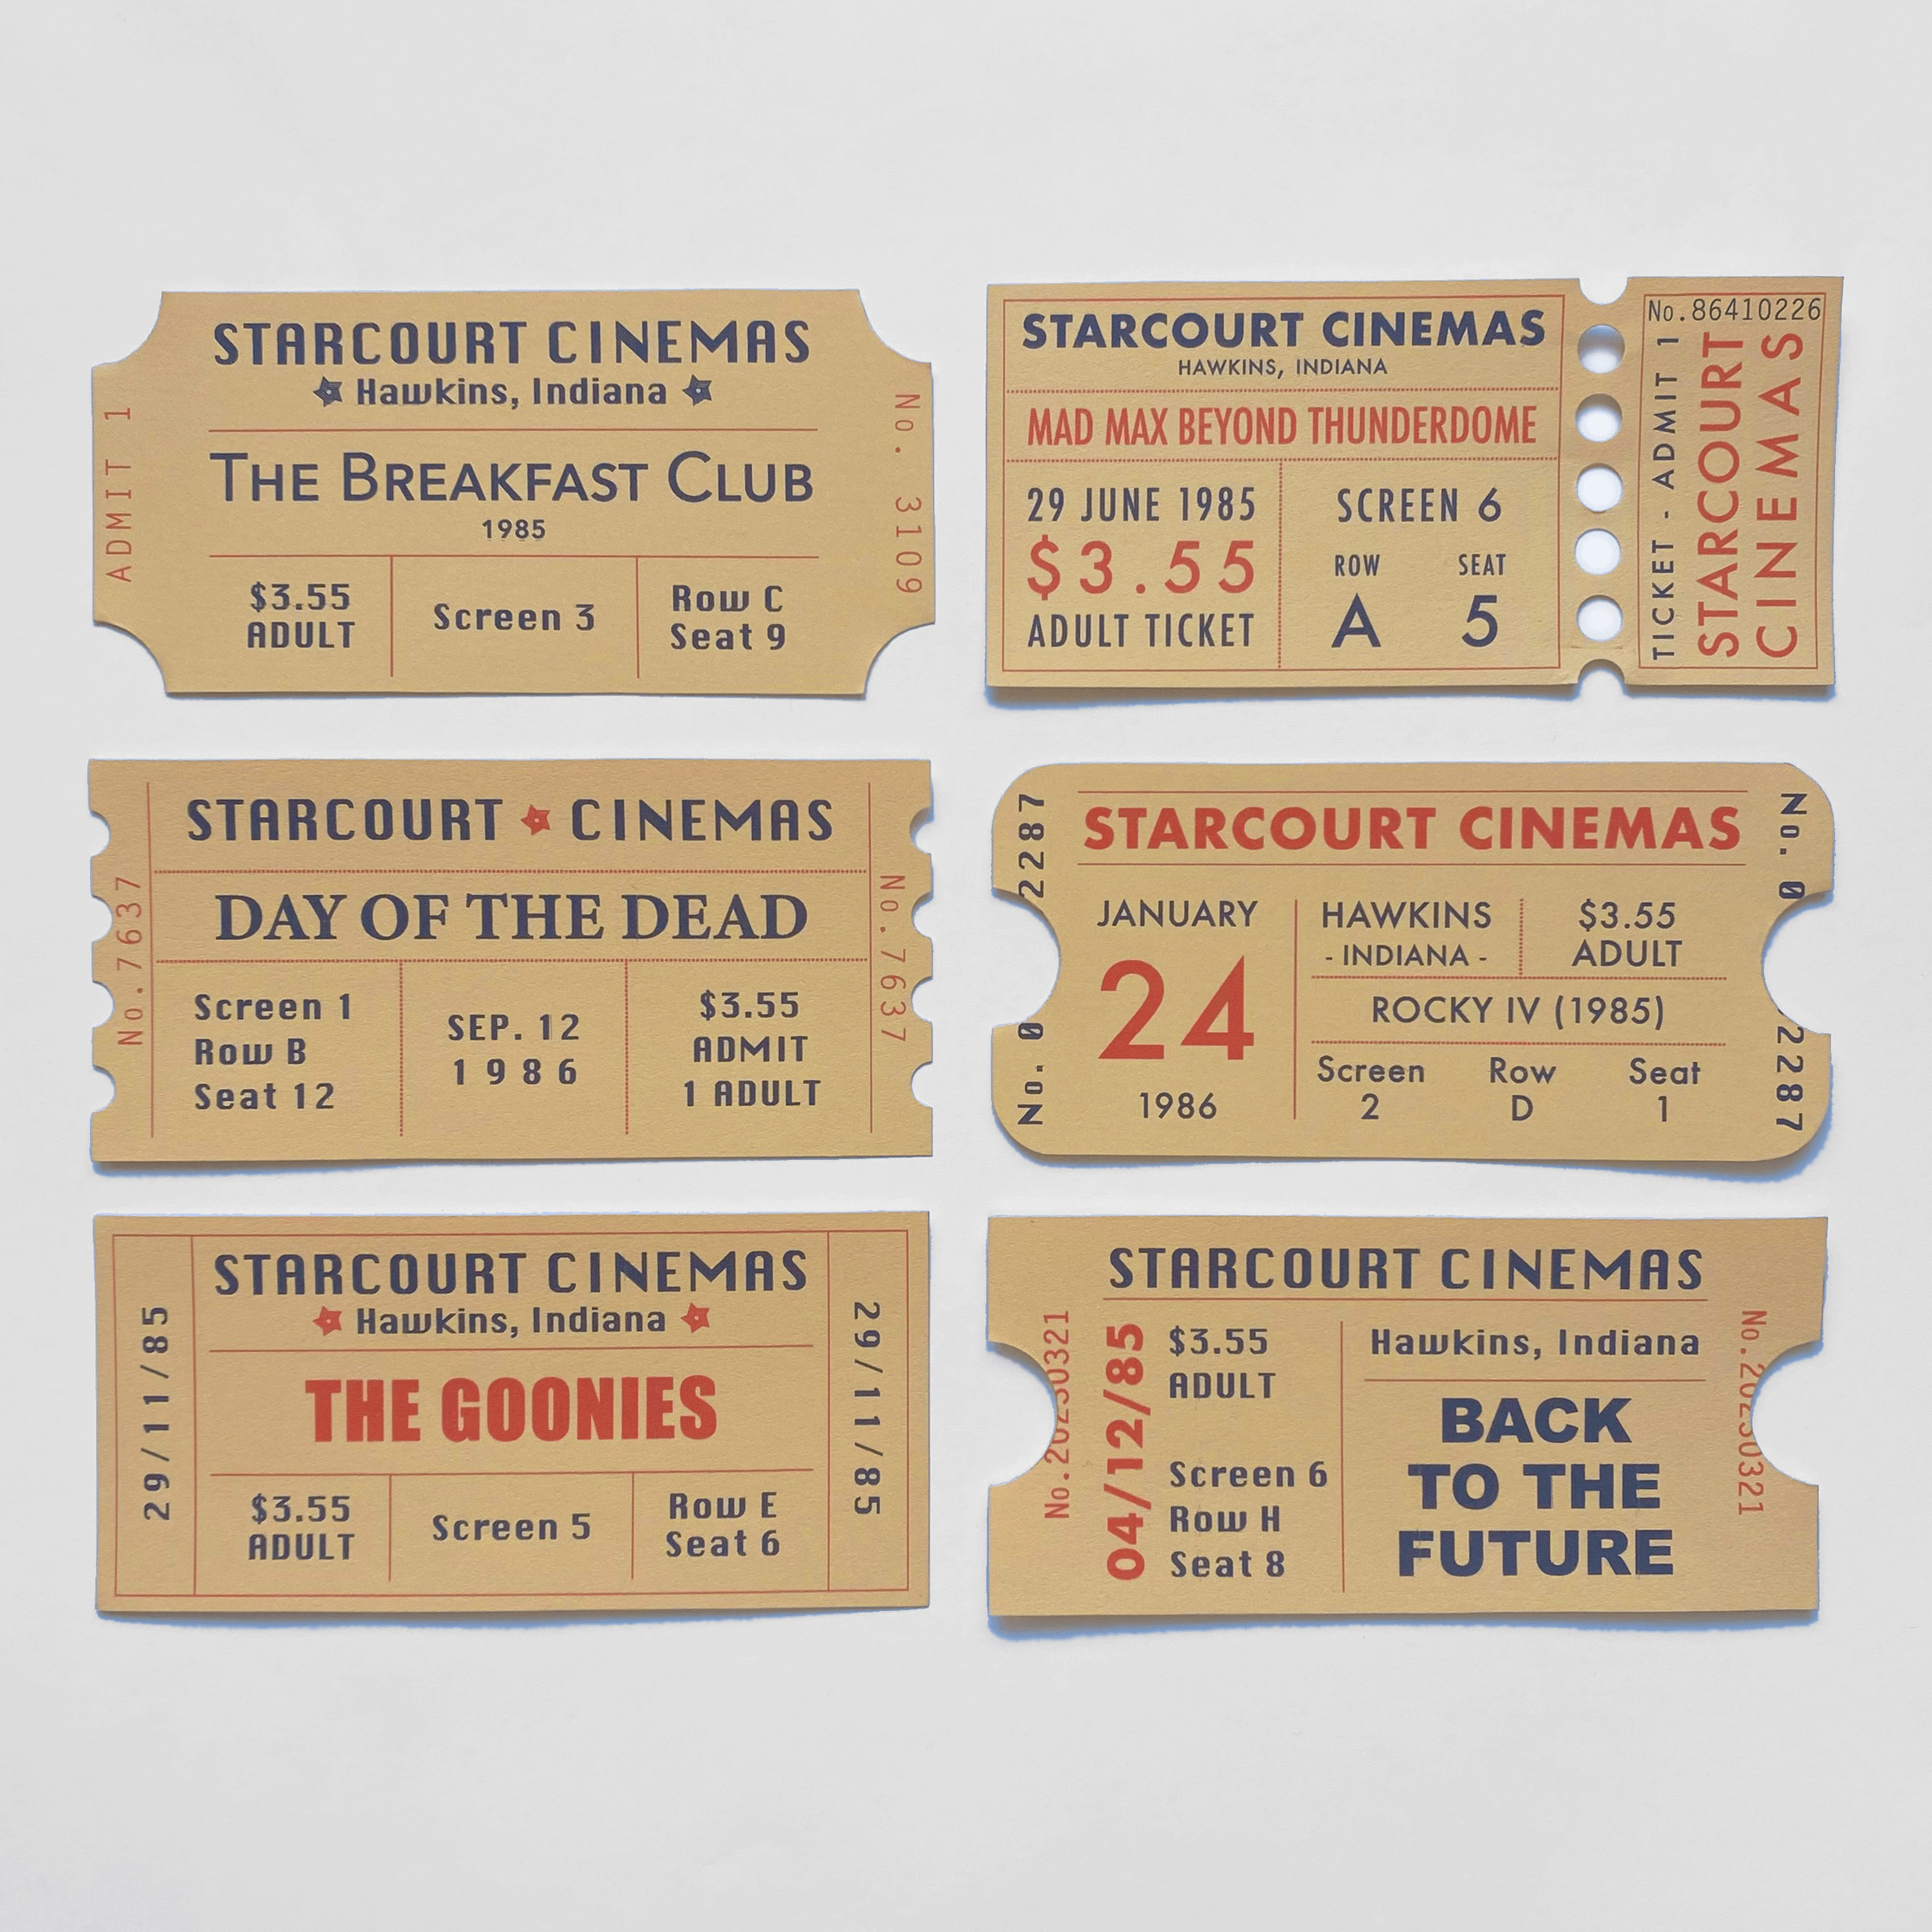 STARCOURT CINEMAS
Hawkins, Indiana
THE BREAKFAST CLUB
1985
$3.55
ADULT
Screen 3
Row C
Seat 9
ADMIT 1
No. 3109
STARCOURT CINEMAS
HAWKINS, INDIANA
MAD MAX BEYOND THUNDERDOME
29 JUNE 1985
$3.55
ADULT TICKET
SCREEN 6
ROW SEAT
A 5
No.86410226
TICKET - ADMIT 1
STARCOURT
CINEMAS
STARCOURT CINEMAS
DAY OF THE DEAD
Screen 1
Row B
Seat 12
SEP. 12
1986
$3.55
ADMIT
1 ADULT
No.7637
No.7637
STARCOURT CINEMAS
JANUARY
24
1986
HAWKINS
- INDIANA -
$3.55
ADULT
ROCKY IV (1985)
Screen Row Seat
2 D 1
No. 0 2287
No. 0 2287
STARCOURT CINEMAS
Hawkins, Indiana
THE GOONIES
$3.55
ADULT
Screen 5
Row E
Seat 6
29/11/85
29/11/85
STARCOURT CINEMAS
No.20230321
04/12/85
$3.55
ADULT
Screen 6
Row H
Seat 8
Hawkins, Indiana
BACK
TO THE
FUTURE
No.20230321